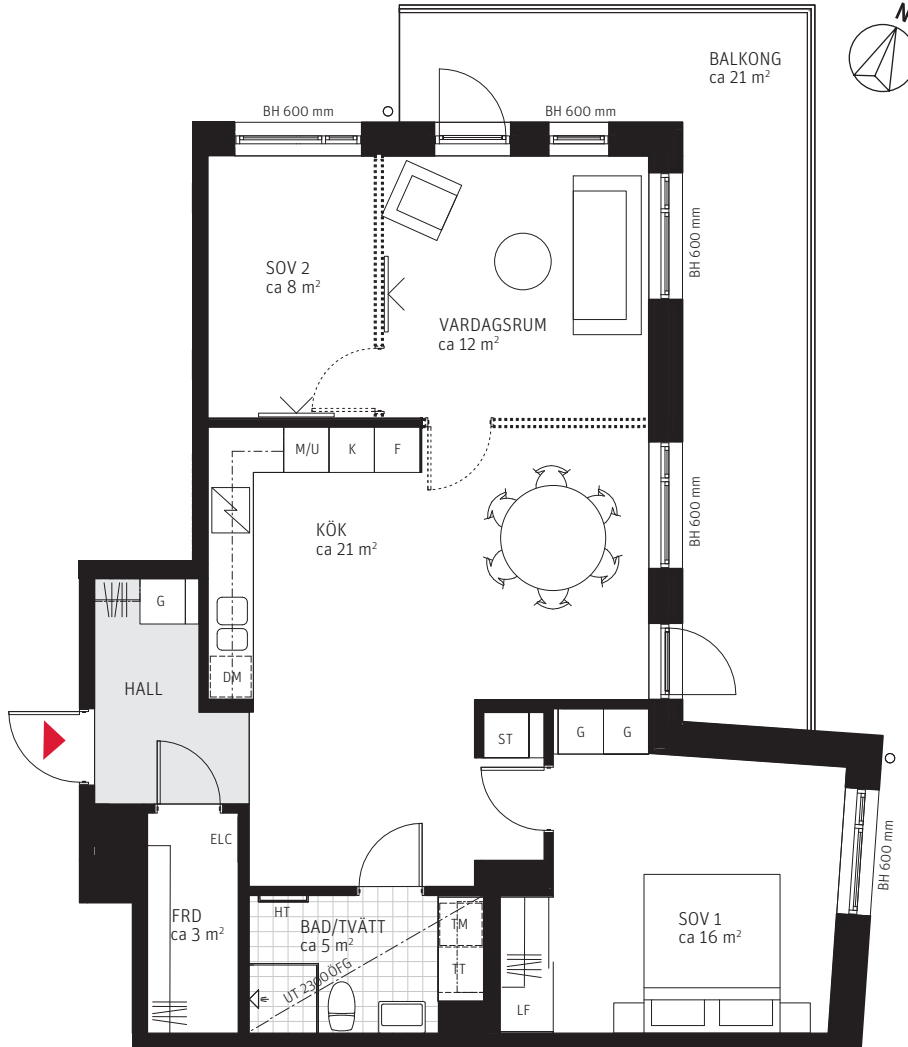 N
BALKONG
ca 21 m²
BH 600 mm
BH 600 mm
BH 600 mm
SOV 2
ca 8 m²
VARDAGSRUM
ca 12 m²
M/U
K
F
BH 600 mm
KÖK
ca 21 m²
G
DM
HALL
ST
G
G
ELC
BH 600 mm
FRD
ca 3 m²
HT
BAD/TVÄTT
ca 5 m²
UT 2300 ÖFG
TM
TT
SOV 1
ca 16 m²
LF